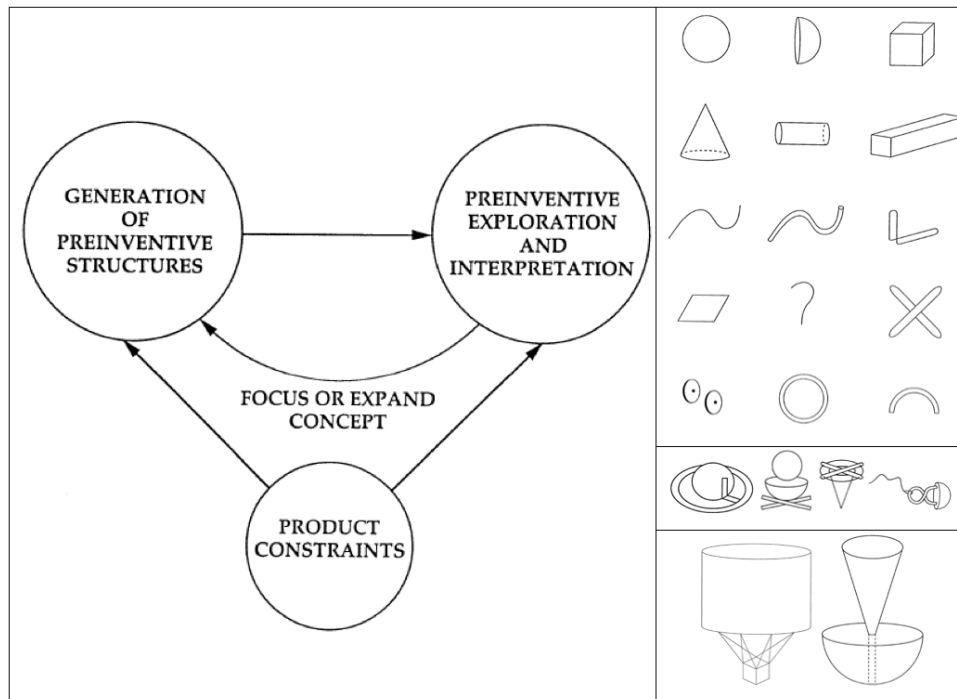 GENERATION
OF
PREINVENTIVE
STRUCTURES
PREINVENTIVE
EXPLORATION
AND
INTERPRETATION
FOCUS OR EXPAND
CONCEPT
PRODUCT
CONSTRAINTS